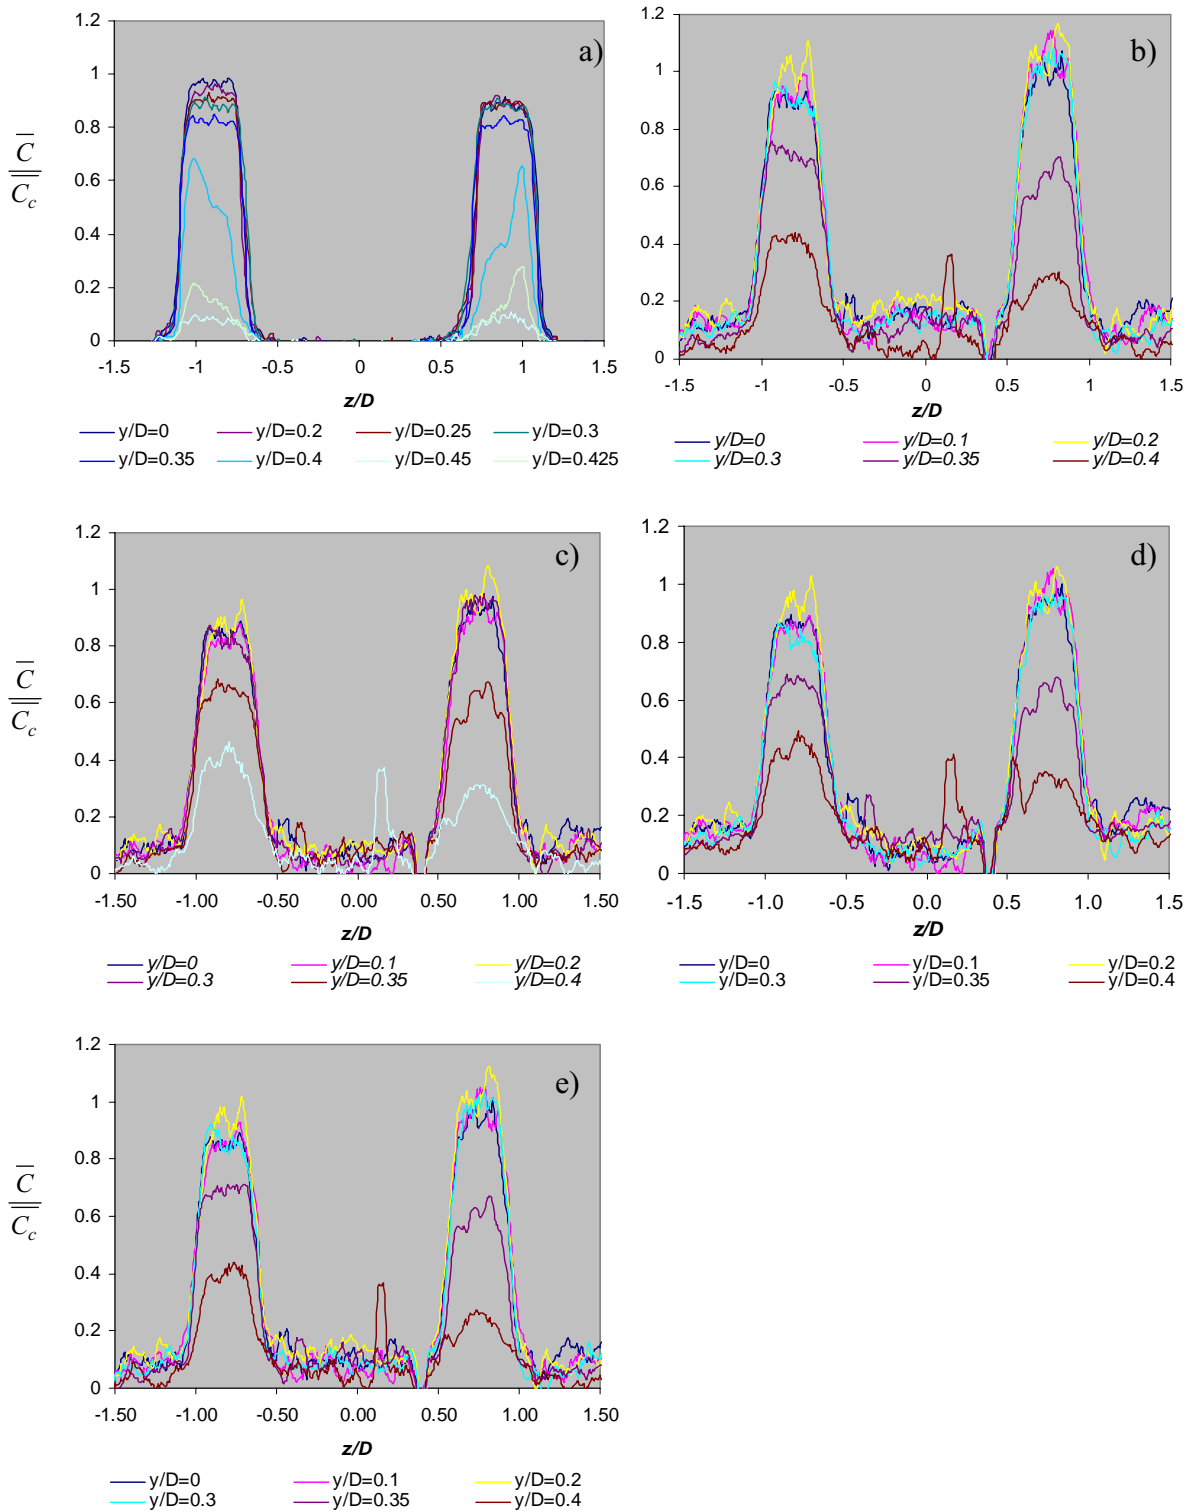 a)
1.2
1
0.8
0.6
0.4
0.2
0
C
C_c
-1.5 -1 -0.5 0 0.5 1 1.5
z/D
y/D=0 y/D=0.2 y/D=0.25 y/D=0.3
y/D=0.35 y/D=0.4 y/D=0.45 y/D=0.425
b)
1.2
1
0.8
0.6
0.4
0.2
0
-1.5 -1 -0.5 0 0.5 1 1.5
z/D
y/D=0 y/D=0.1 y/D=0.2
y/D=0.3 y/D=0.35 y/D=0.4
c)
1.2
1
0.8
0.6
0.4
0.2
0
C
C_c
-1.50 -1.00 -0.50 0.00 0.50 1.00 1.50
z/D
y/D=0 y/D=0.1 y/D=0.2
y/D=0.3 y/D=0.35 y/D=0.4
d)
1.2
1
0.8
0.6
0.4
0.2
0
C
C_c
-1.5 -1.0 -0.5 0.0 0.5 1.0 1.5
z/D
y/D=0 y/D=0.1 y/D=0.2
y/D=0.3 y/D=0.35 y/D=0.4
e)
1.2
1
0.8
0.6
0.4
0.2
0
C
C_c
-1.50 -1.00 -0.50 0.00 0.50 1.00 1.50
z/D
y/D=0 y/D=0.1 y/D=0.2
y/D=0.3 y/D=0.35 y/D=0.4